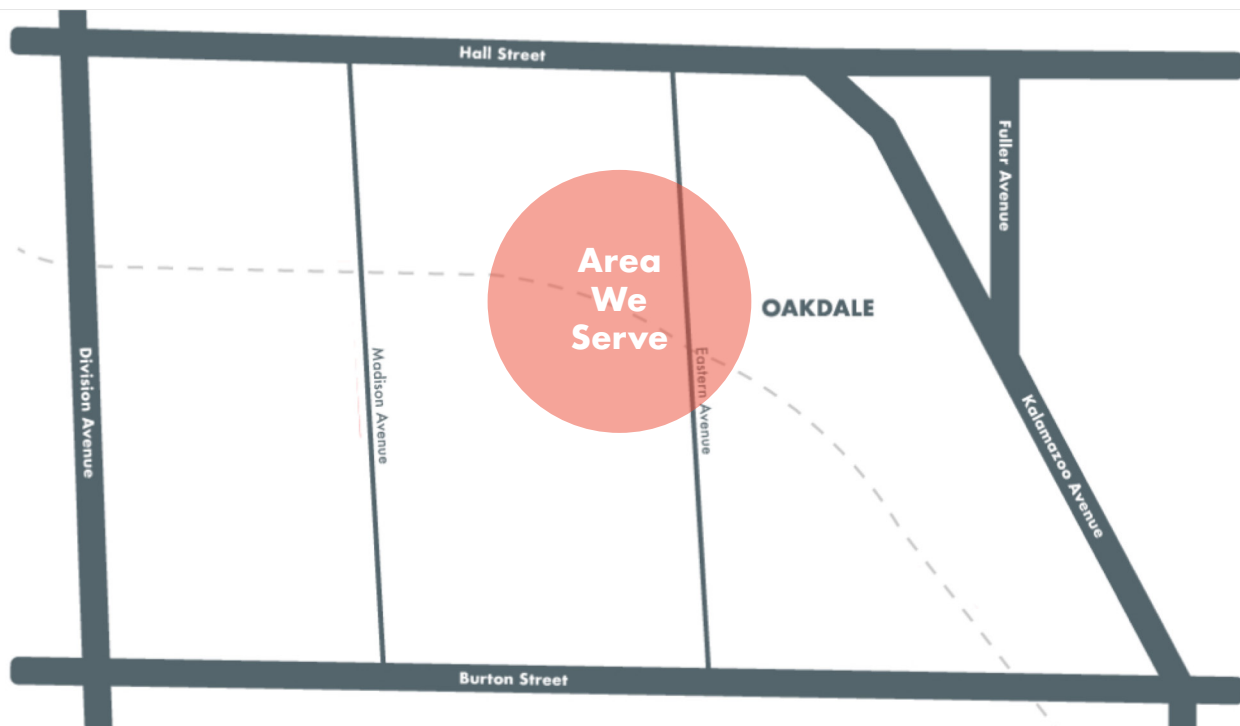 Hall Street
Fuller Avenue
Area
We
Serve
OAKDALE
Division Avenue
Madison Avenue
Eastern Avenue
Kalamazoo Avenue
Burton Street